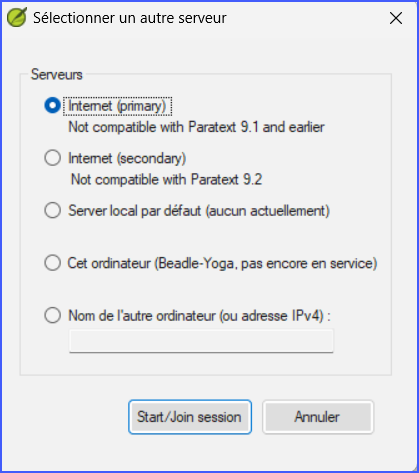 Sélectionner un autre serveur
Serveurs
Internet (primary)
Not compatible with Paratext 9.1 and earlier
Internet (secondary)
Not compatible with Paratext 9.2
Server local par défaut (aucun actuellement)
Cet ordinateur (Beadle-Yoga, pas encore en service)
Nom de l'autre ordinateur (ou adresse IPv4) :
Start/Join session
Annuler